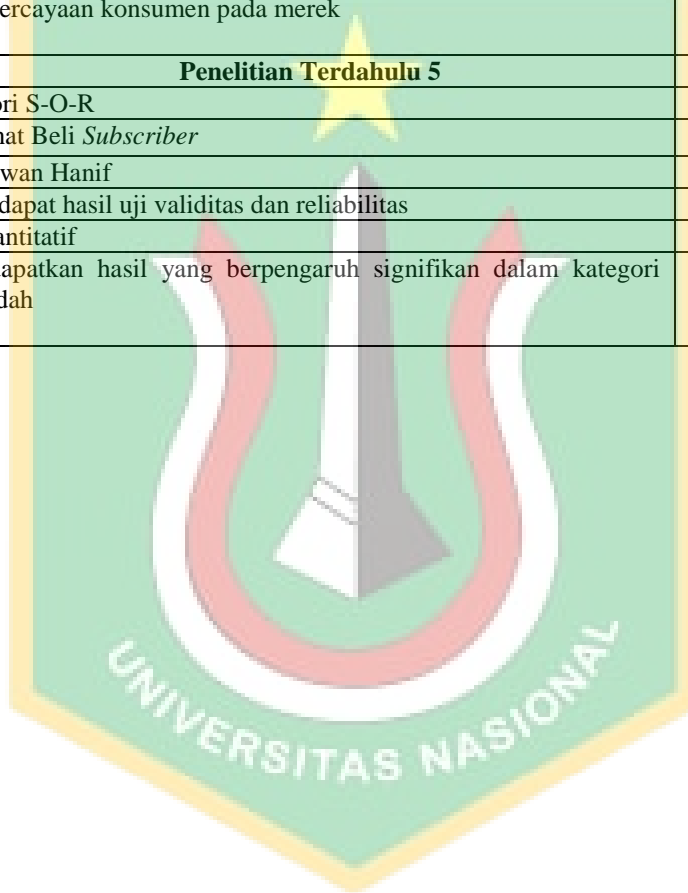 ercayaan konsumen pada merek
Penelitian Terdahulu 5
ori S-O-R
nat Beli Subscriber
wan Hanif
dapat hasil uji validitas dan reliabilitas
antitatif
apatkan hasil yang berpengaruh signifikan dalam kategori
dah
UNIVERSITAS NASIONAL